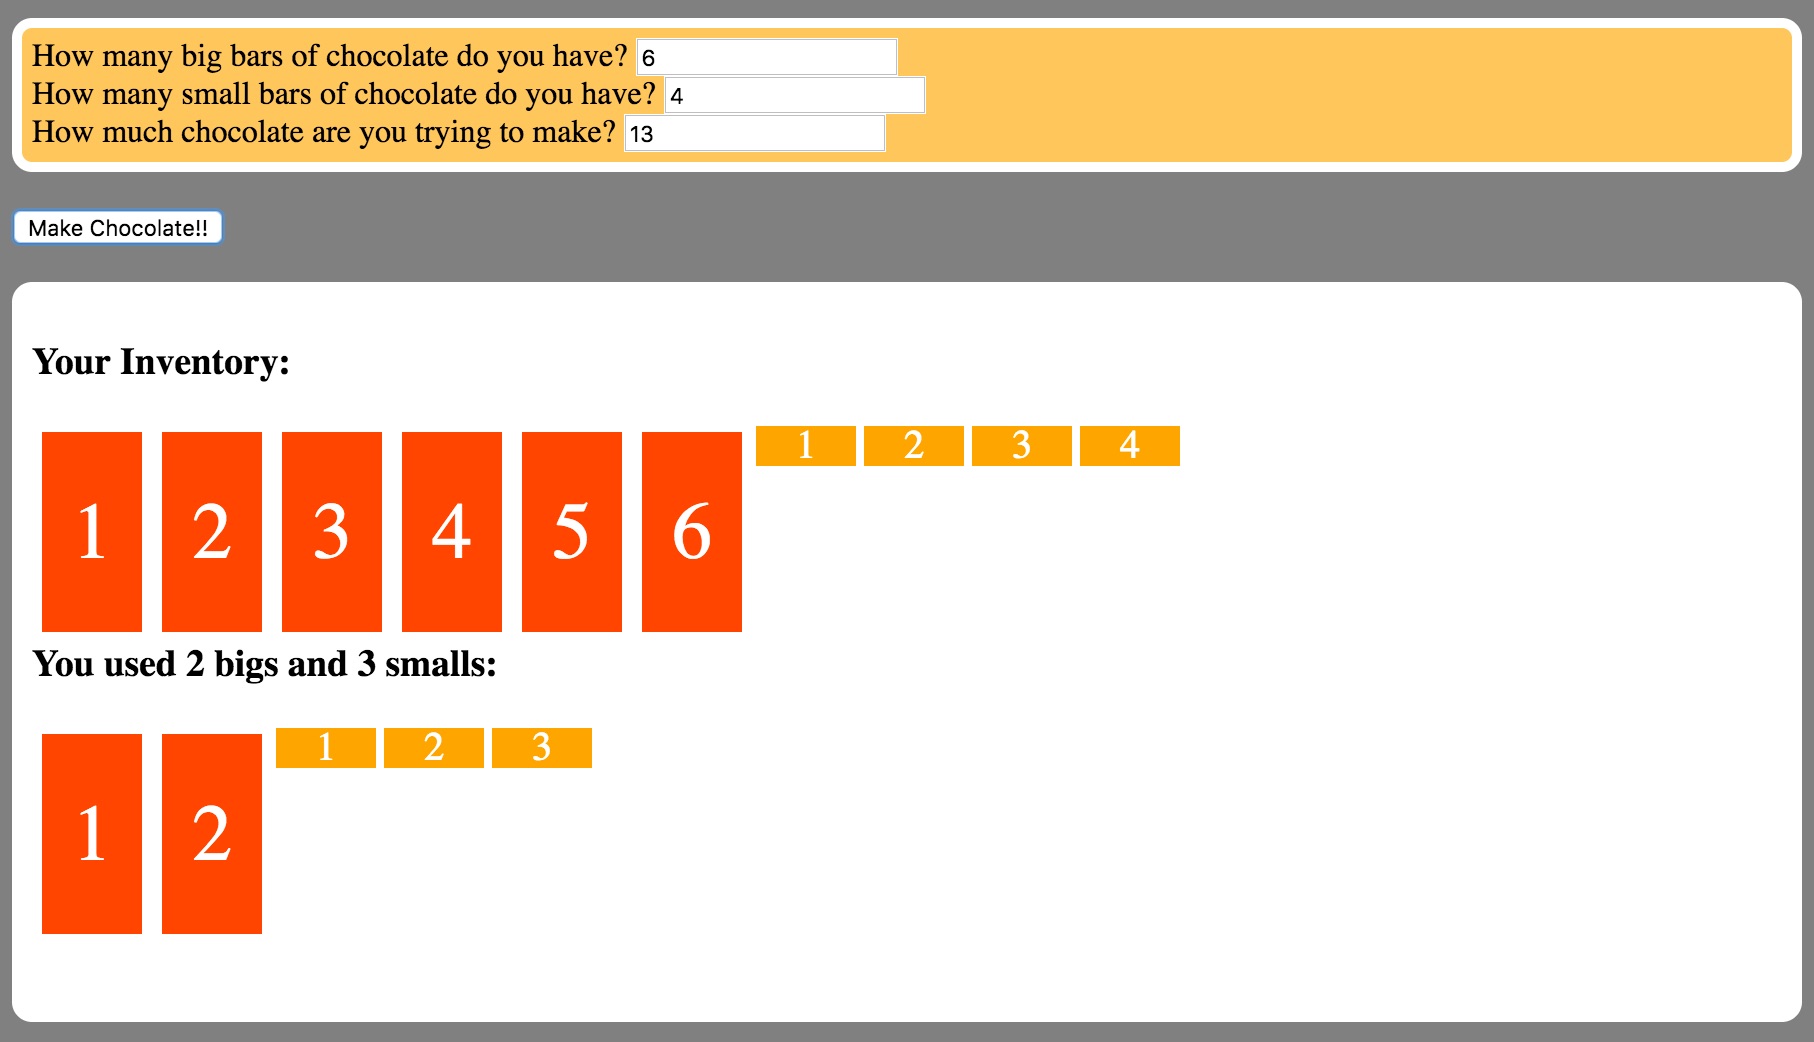 How many big bars of chocolate do you have? 6
How many small bars of chocolate do you have? 4
How much chocolate are you trying to make? 13
Make Chocolate!!
Your Inventory:
1 2 3 4 5 6 1 2 3 4
You used 2 bigs and 3 smalls:
1 2 1 2 3